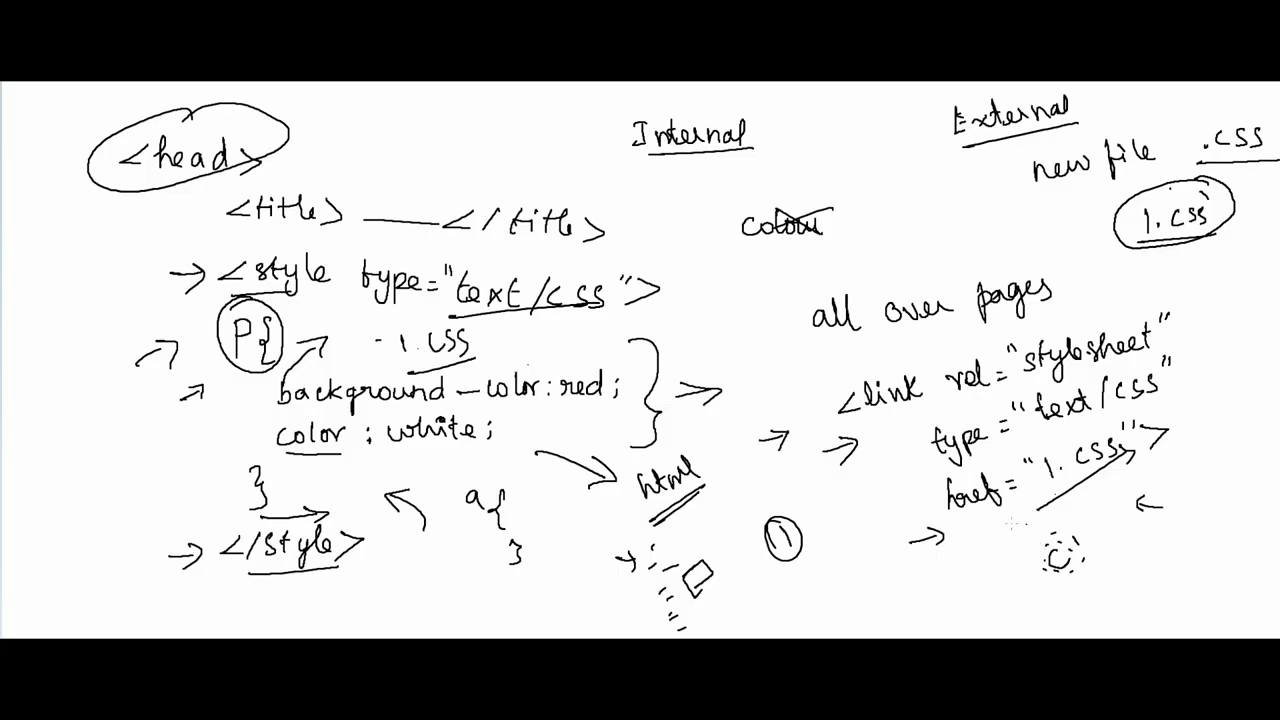 <head>
Internal
External
new file .css
1.css
<title> —— </title>
colour
<style type="text/css">
P{
- 1.css
background-color:red;
color : white;
}
</style>
a{
}
html
11
all over pages
<link rel="stylesheet"
type="text/css"
href="1.css">